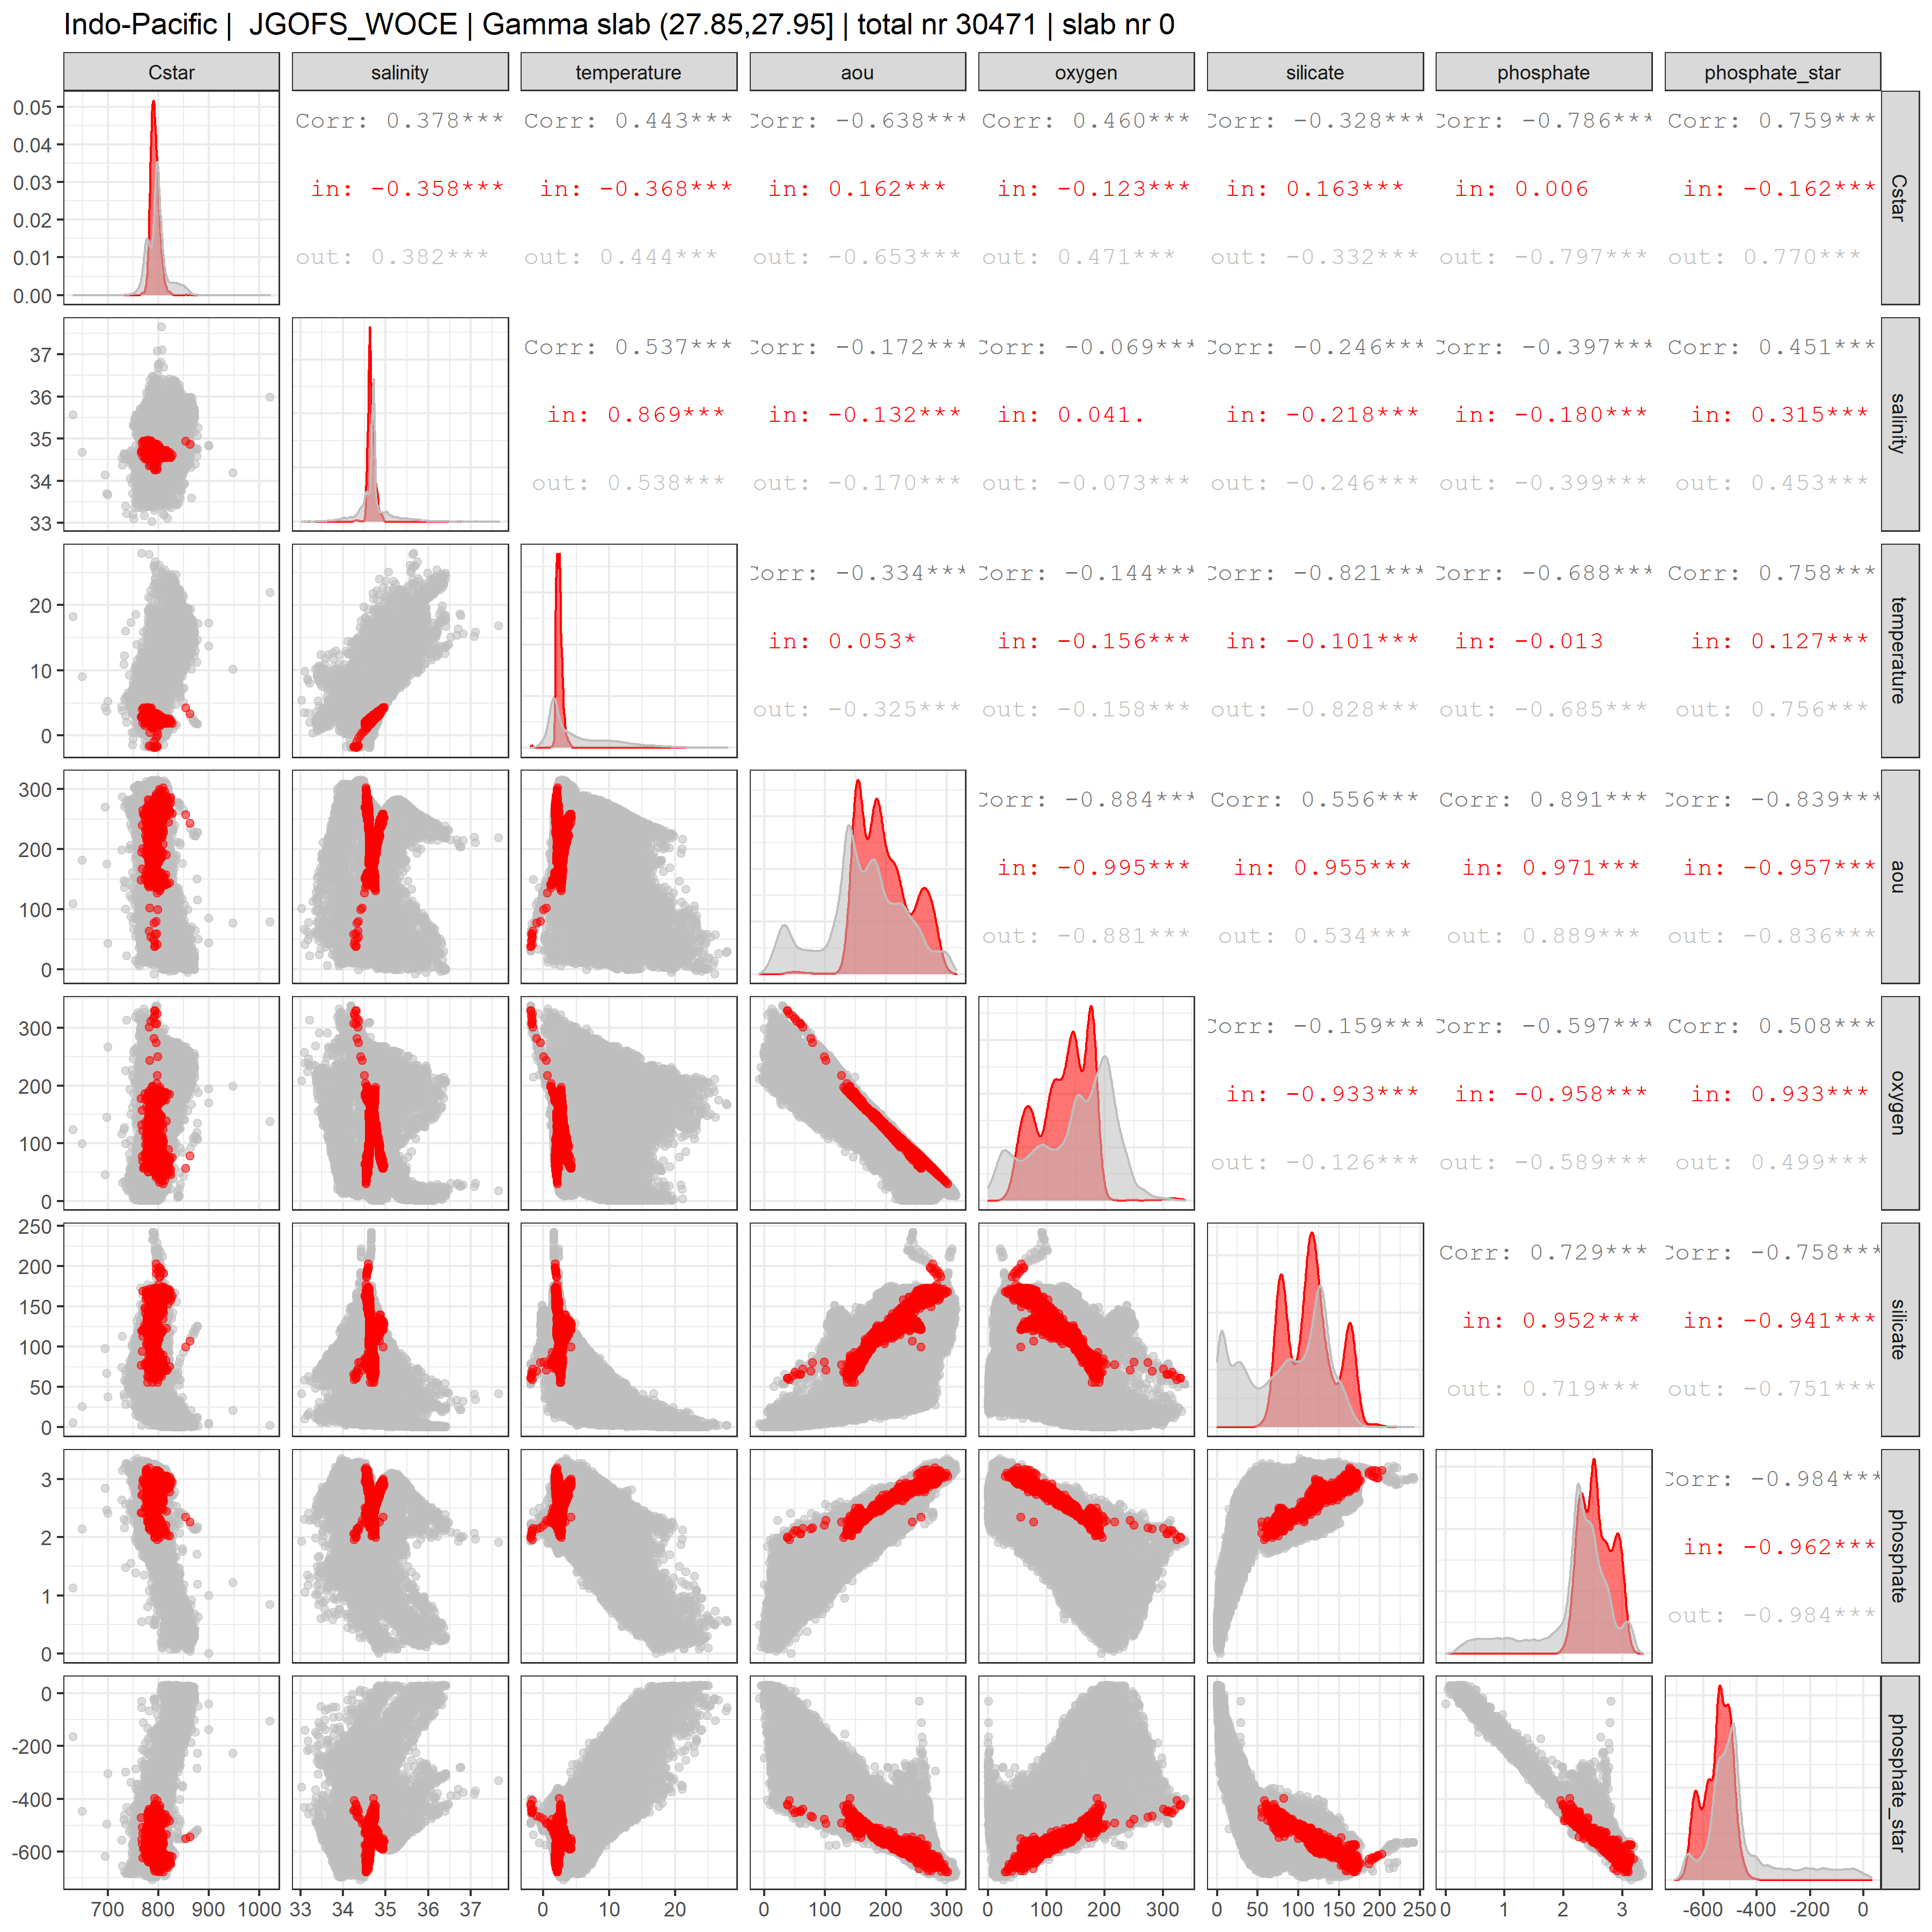 Indo-Pacific |  JGOFS_WOCE | Gamma slab (27.85,27.95] | total nr 30471 | slab nr 0
Cstar salinity temperature aou oxygen silicate phosphate phosphate_star
0.05
0.04
0.03
0.02
0.01
0.00
Corr: 0.378*** Corr: 0.443*** Corr: -0.638*** Corr: 0.460*** Corr: -0.328*** Corr: -0.786*** Corr: 0.759***
in: -0.358*** in: -0.368*** in: 0.162*** in: -0.123*** in: 0.163*** in: 0.006 in: -0.162***
out: 0.382*** out: 0.444*** out: -0.653*** out: 0.471*** out: -0.332*** out: -0.797*** out: 0.770***
Cstar
37
36
35
34
33
Corr: 0.537*** Corr: -0.172*** Corr: -0.069*** Corr: -0.246*** Corr: -0.397*** Corr: 0.451***
in: 0.869*** in: -0.132*** in: 0.041. in: -0.218*** in: -0.180*** in: 0.315***
out: 0.538*** out: -0.170*** out: -0.073*** out: -0.246*** out: -0.399*** out: 0.453***
salinity
20
10
0
Corr: -0.334*** Corr: -0.144*** Corr: -0.821*** Corr: -0.688*** Corr: 0.758***
in: 0.053* in: -0.156*** in: -0.101*** in: -0.013 in: 0.127***
out: -0.325*** out: -0.158*** out: -0.828*** out: -0.685*** out: 0.756***
temperature
300
200
100
0
Corr: -0.884*** Corr: 0.556*** Corr: 0.891*** Corr: -0.839***
in: -0.995*** in: 0.955*** in: 0.971*** in: -0.957***
out: -0.881*** out: 0.534*** out: 0.889*** out: -0.836***
aou
300
200
100
0
Corr: -0.159*** Corr: -0.597*** Corr: 0.508***
in: -0.933*** in: -0.958*** in: 0.933***
out: -0.126*** out: -0.589*** out: 0.499***
oxygen
250
200
150
100
50
0
Corr: 0.729*** Corr: -0.758***
in: 0.952*** in: -0.941***
out: 0.719*** out: -0.751***
silicate
3
2
1
0
Corr: -0.984***
in: -0.962***
out: -0.984***
phosphate
0
-200
-400
-600
phosphate_star
700 800 900 1000 33 34 35 36 37 0 10 20 0 100 200 300 0 100 200 300 0 50 100 150 200 250 0 1 2 3 -600 -400 -200 0